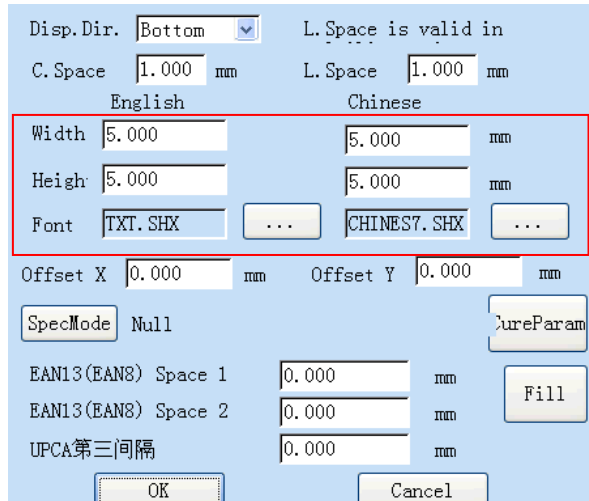 Disp.Dir. Bottom L.Space is valid in
C.Space 1.000 mm L.Space 1.000 mm
English Chinese
Width 5.000 5.000 mm
Heigh 5.000 5.000 mm
Font TXT.SHX ... CHINES7.SHX ...
Offset X 0.000 mm Offset Y 0.000 mm
SpecMode Null CureParam
EAN13(EAN8) Space 1 0.000 mm
Fill
EAN13(EAN8) Space 2 0.000 mm
UPCA第三间隔 0.000 mm
OK Cancel